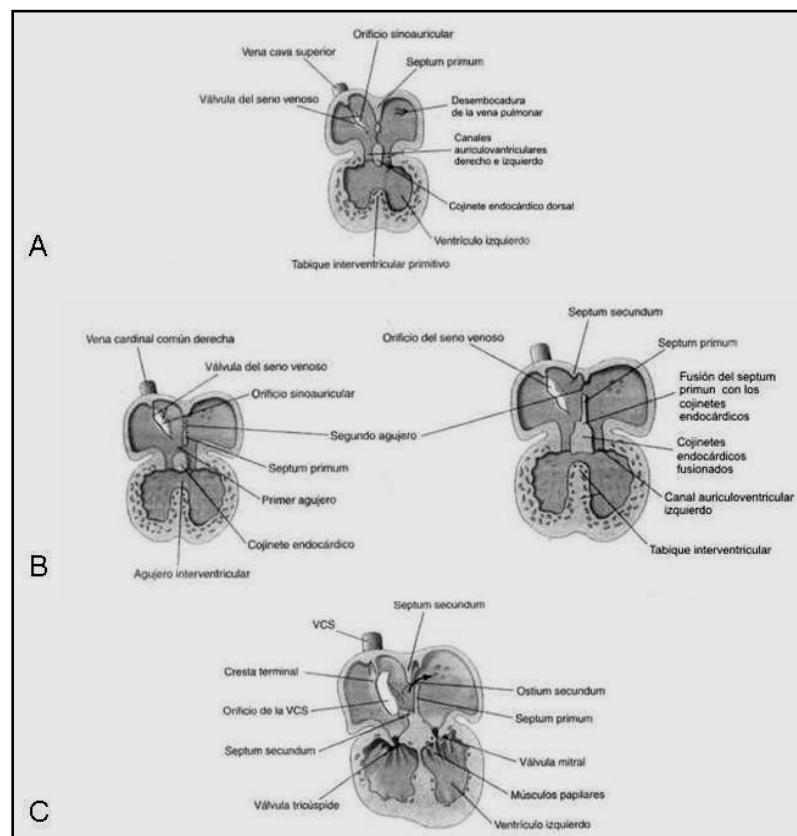 Orificio sinoauricular
Vena cava superior
Septum primum
Válvula del seno venoso
Desembocadura
de la vena pulmonar
Canales
auriculovantriculares
derecho e izquierdo
Cojinete endocárdico dorsal
Ventrículo izquierdo
Tabique interventricular primitivo
A
Vena cardinal común derecha
Válvula del seno venoso
Orificio sinoauricular
Segundo agujero
Septum primum
Primer agujero
Cojinete endocárdico
Agujero interventricular
Septum secundum
Orificio del seno venoso
Septum primum
Fusión del septum
primun con los
cojinetes
endocárdicos
Cojinetes
endocárdicos
fusionados
Canal auriculoventricular
izquierdo
Tabique interventricular
B
Septum secundum
VCS
Cresta terminal
Ostium secundum
Orificio de la VCS
Septum primum
Septum secundum
Válvula mitral
Válvula tricúspide
Músculos papilares
Ventrículo izquierdo
C